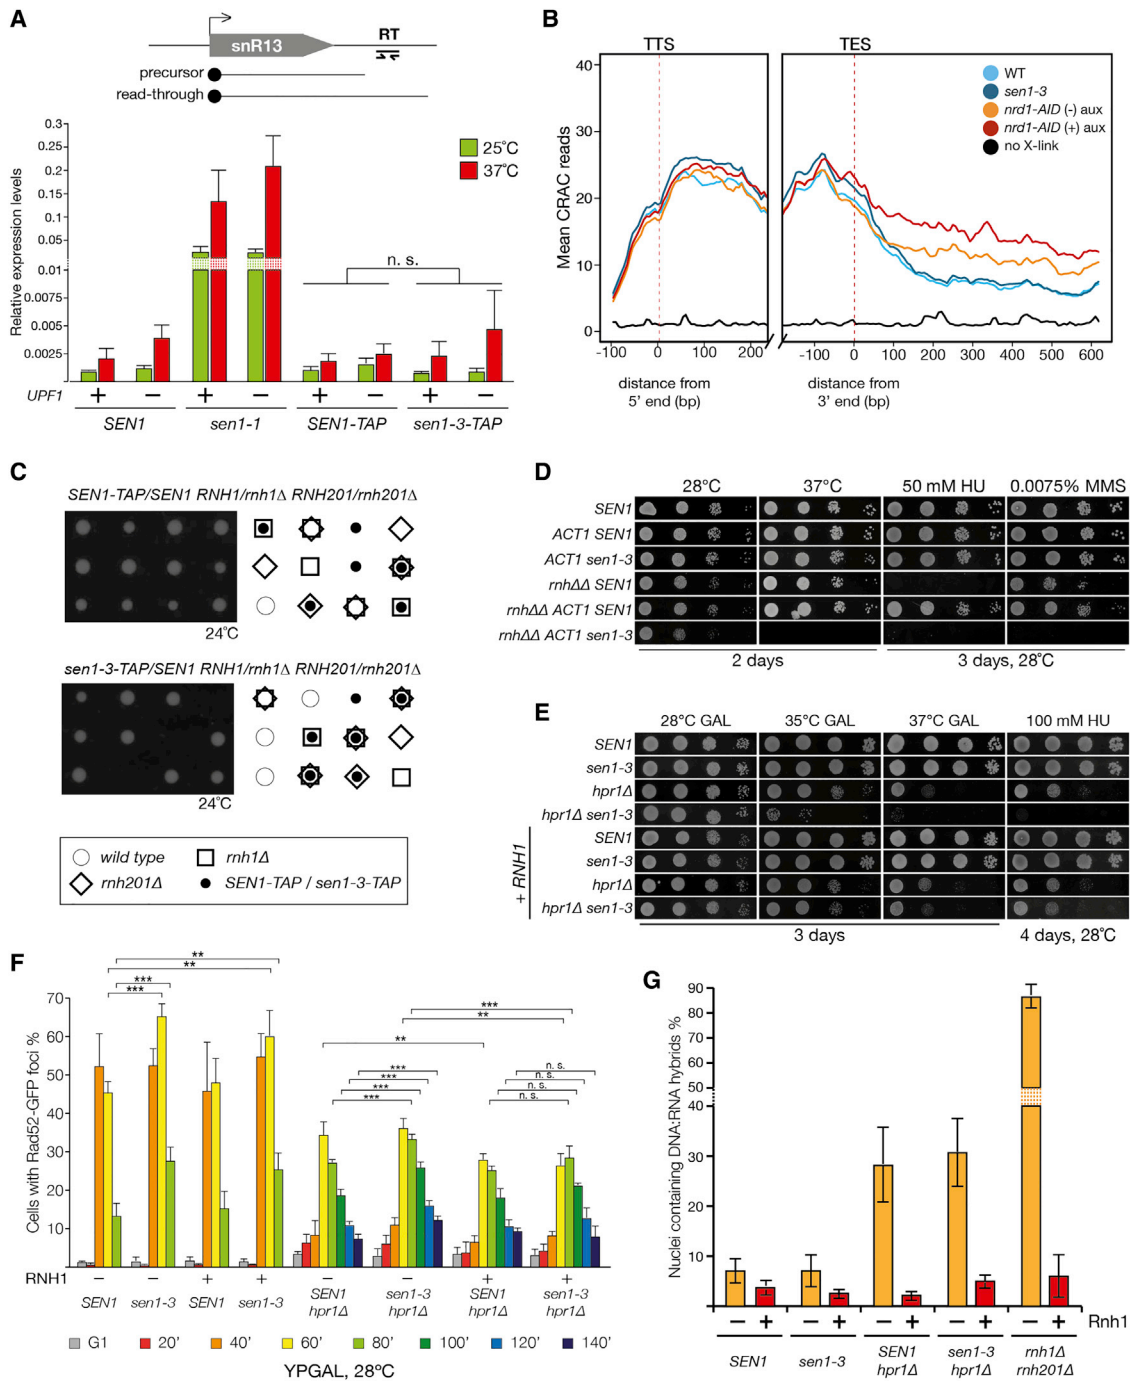 A
snR13
RT
precursor
read-through
Relative expression levels
0.3
0.2
0.15
0.1
0.05
0.01
0.0075
0.005
0.0025
25°C
37°C
n. s.
UPF1
+ − + − + − + −
SEN1 sen1-1 SEN1-TAP sen1-3-TAP
B
TTS TES
Mean CRAC reads
40
30
20
10
0
WT
sen1-3
nrd1-AID (-) aux
nrd1-AID (+) aux
no X-link
-100 0 100 200 -100 0 100 200 300 400 500 600
distance from 5' end (bp)
distance from 3' end (bp)
C
SEN1-TAP/SEN1 RNH1/rnh1Δ RNH201/rnh201Δ
24°C
sen1-3-TAP/SEN1 RNH1/rnh1Δ RNH201/rnh201Δ
24°C
wild type rnh1Δ
rnh201Δ SEN1-TAP / sen1-3-TAP
D
28°C 37°C 50 mM HU 0.0075% MMS
SEN1
ACT1 SEN1
ACT1 sen1-3
rnhΔΔ SEN1
rnhΔΔ ACT1 SEN1
rnhΔΔ ACT1 sen1-3
2 days 3 days, 28°C
E
28°C GAL 35°C GAL 37°C GAL 100 mM HU
SEN1
sen1-3
hpr1Δ
hpr1Δ sen1-3
+ RNH1
SEN1
sen1-3
hpr1Δ
hpr1Δ sen1-3
3 days 4 days, 28°C
F
Cells with Rad52-GFP foci %
70
60
50
40
30
20
10
**
**
***
***
**
***
***
***
***
***
**
n. s.
n. s.
n. s.
n. s.
RNH1 − − + + − − + +
SEN1 sen1-3 SEN1 sen1-3 SEN1 hpr1Δ sen1-3 hpr1Δ SEN1 hpr1Δ sen1-3 hpr1Δ
G1 20' 40' 60' 80' 100' 120' 140'
YPGAL, 28°C
G
Nuclei containing DNA:RNA hybrids %
90
80
70
60
50
40
30
20
10
− + − + − + − + − + Rnh1
SEN1 sen1-3 SEN1 hpr1Δ sen1-3 hpr1Δ rnh1Δ rnh201Δ